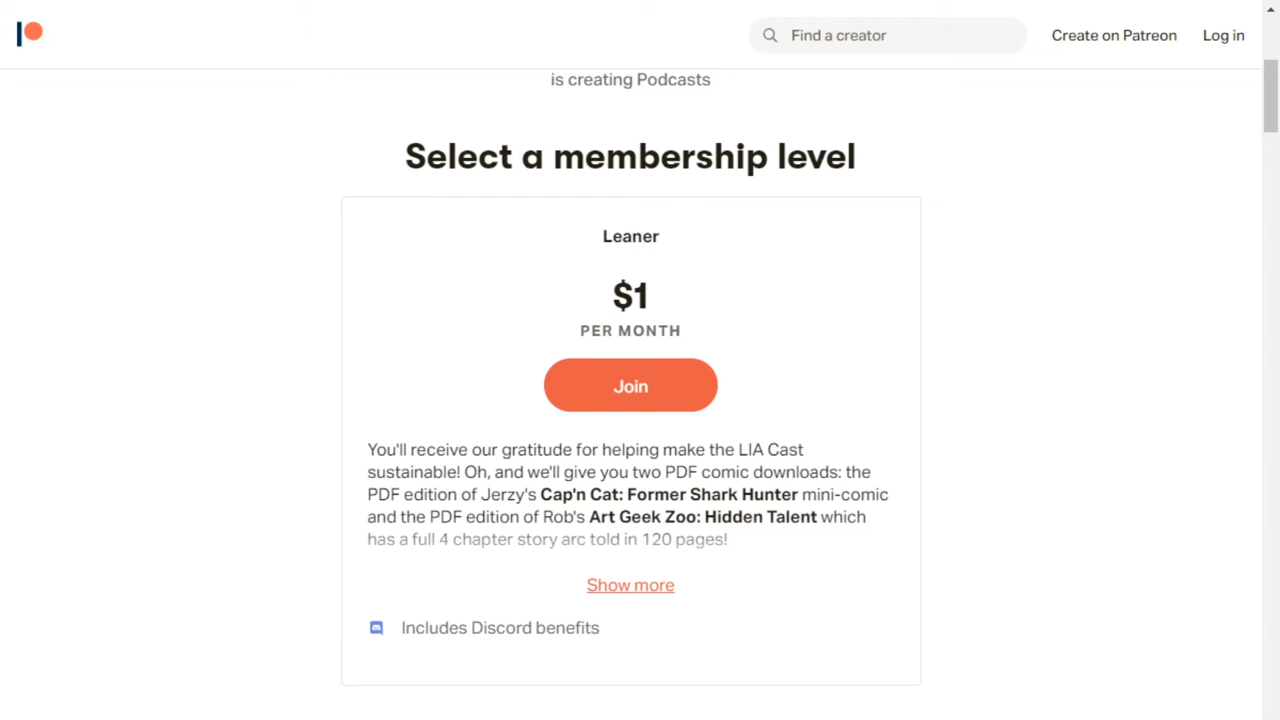 Find a creator
Create on Patreon
Log in
is creating Podcasts
Select a membership level
Leaner
$1
PER MONTH
Join
You'll receive our gratitude for helping make the LIA Cast
sustainable! Oh, and we'll give you two PDF comic downloads: the
PDF edition of Jerzy's Cap'n Cat: Former Shark Hunter mini-comic
and the PDF edition of Rob's Art Geek Zoo: Hidden Talent which
has a full 4 chapter story arc told in 120 pages!
Show more
Includes Discord benefits